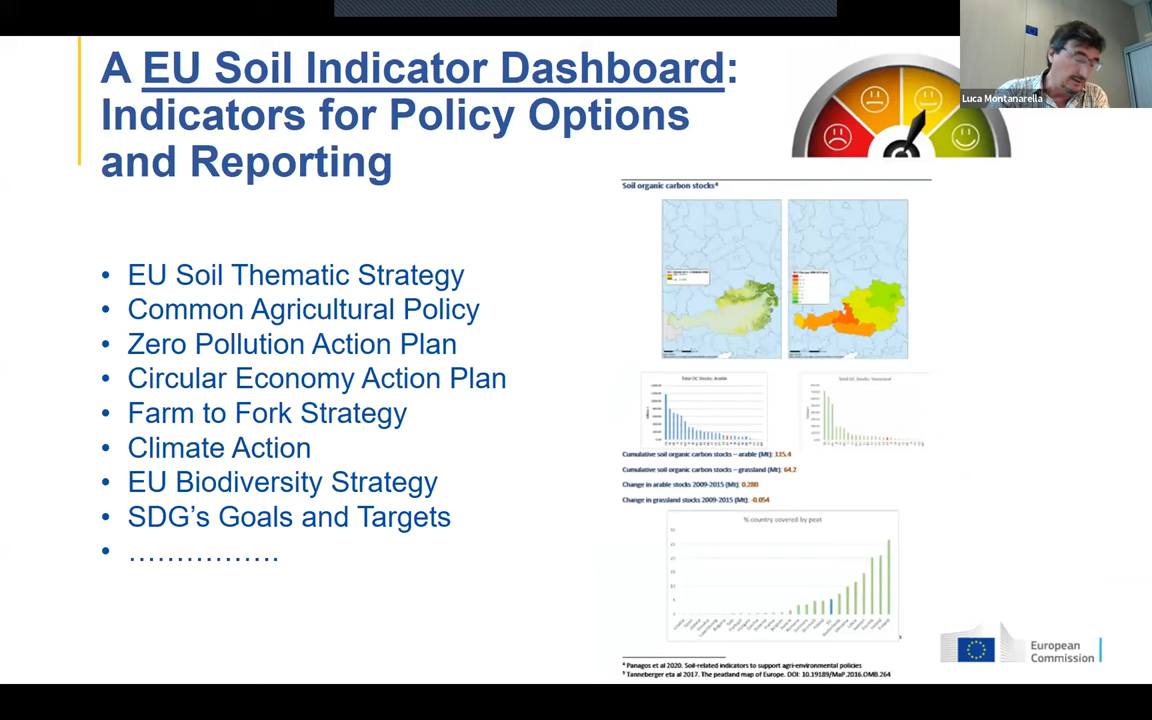 A EU Soil Indicator Dashboard:
Indicators for Policy Options
and Reporting
Luca Montanarella
• EU Soil Thematic Strategy
• Common Agricultural Policy
• Zero Pollution Action Plan
• Circular Economy Action Plan
• Farm to Fork Strategy
• Climate Action
• EU Biodiversity Strategy
• SDG’s Goals and Targets
• …………….
Soil organic carbon stocks⁴
Total OC Stocks, Arable
Total OC Stocks, Grassland
Cumulative soil organic carbon stocks – arable (Mt): 115.4
Cumulative soil organic carbon stocks – grassland (Mt): 64.2
Change in arable stocks 2009-2015 (Mt): 0.280
Change in grassland stocks 2009-2015 (Mt): -0.054
% country covered by peat
⁴ Panagos et al 2020. Soil-related indicators to support agri-environmental policies
⁵ Tanneberger eta al 2017. The peatland map of Europe. DOI: 10.19189/MaP.2016.OMB.264
European
Commission